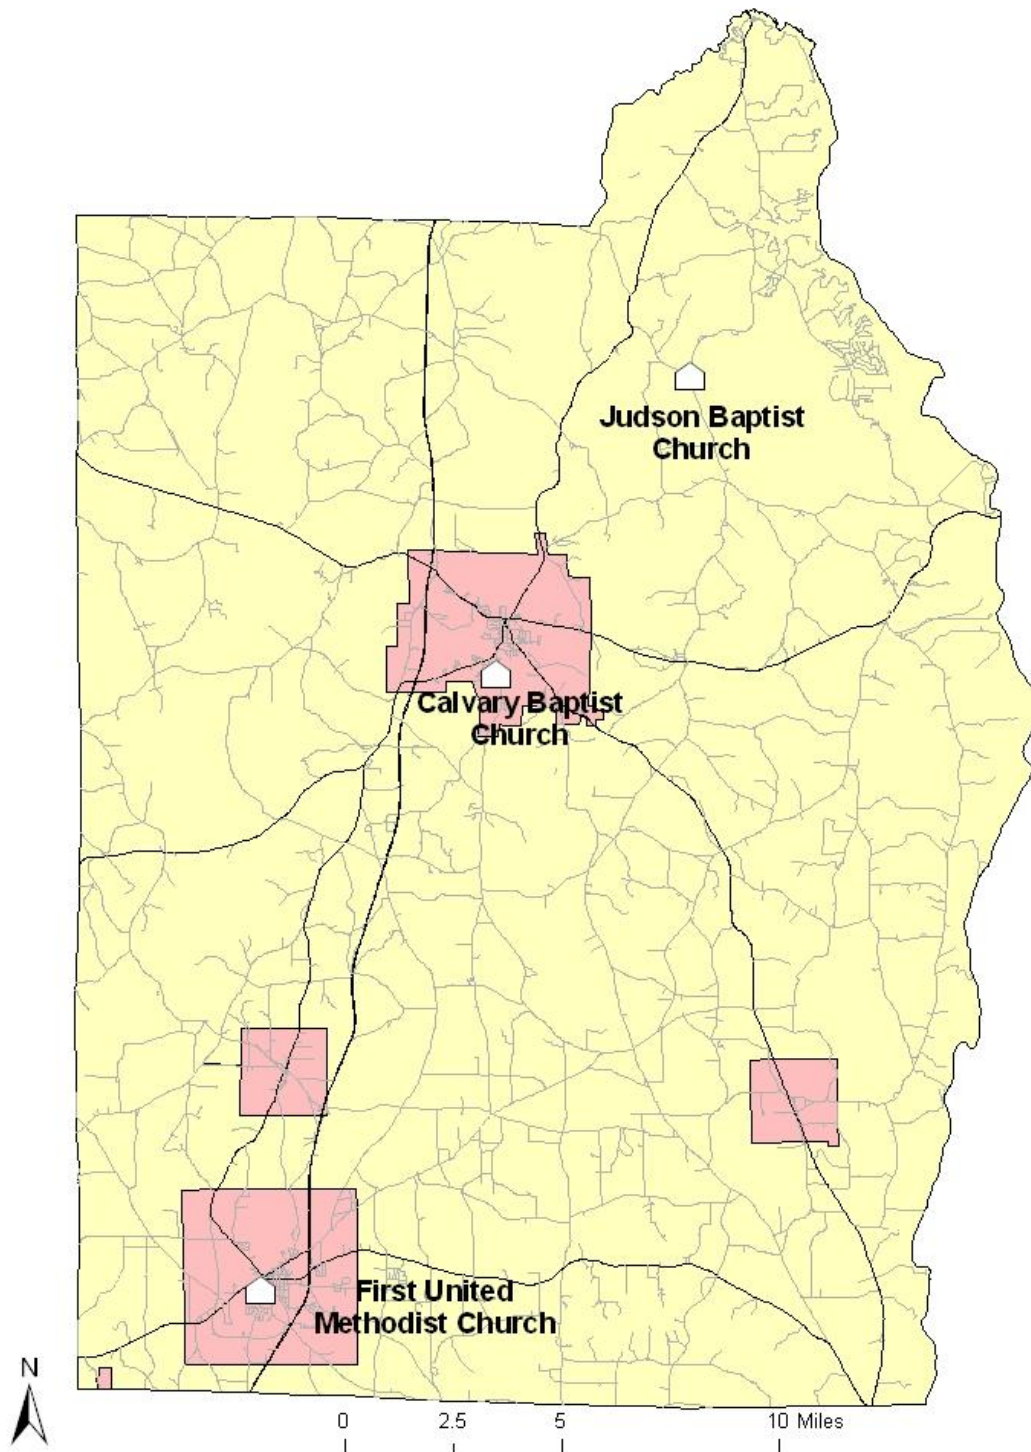 Judson Baptist
Church
Calvary Baptist
Church
First United
Methodist Church
N
0 2.5 5 10 Miles